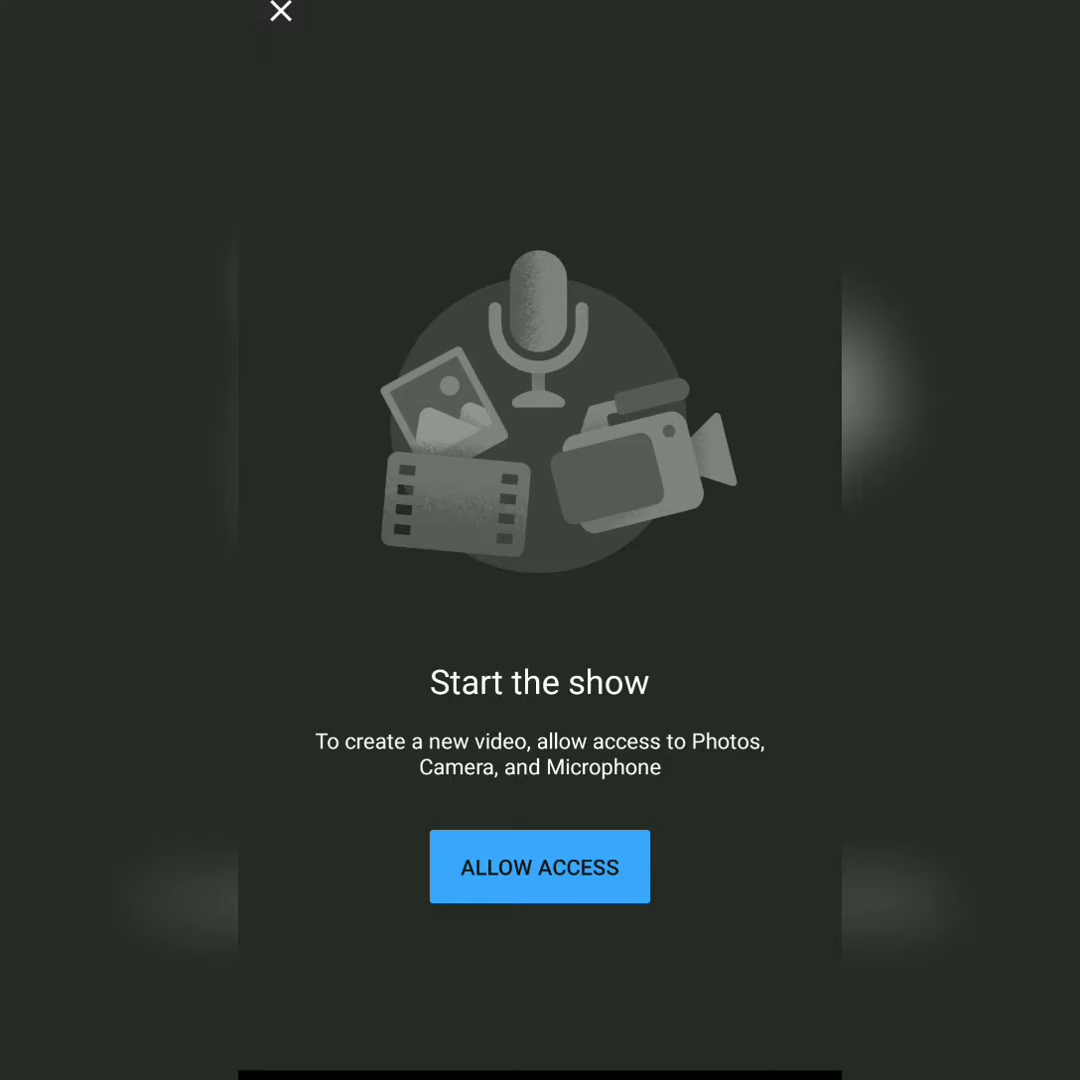 Start the show
To create a new video, allow access to Photos,
Camera, and Microphone
ALLOW ACCESS